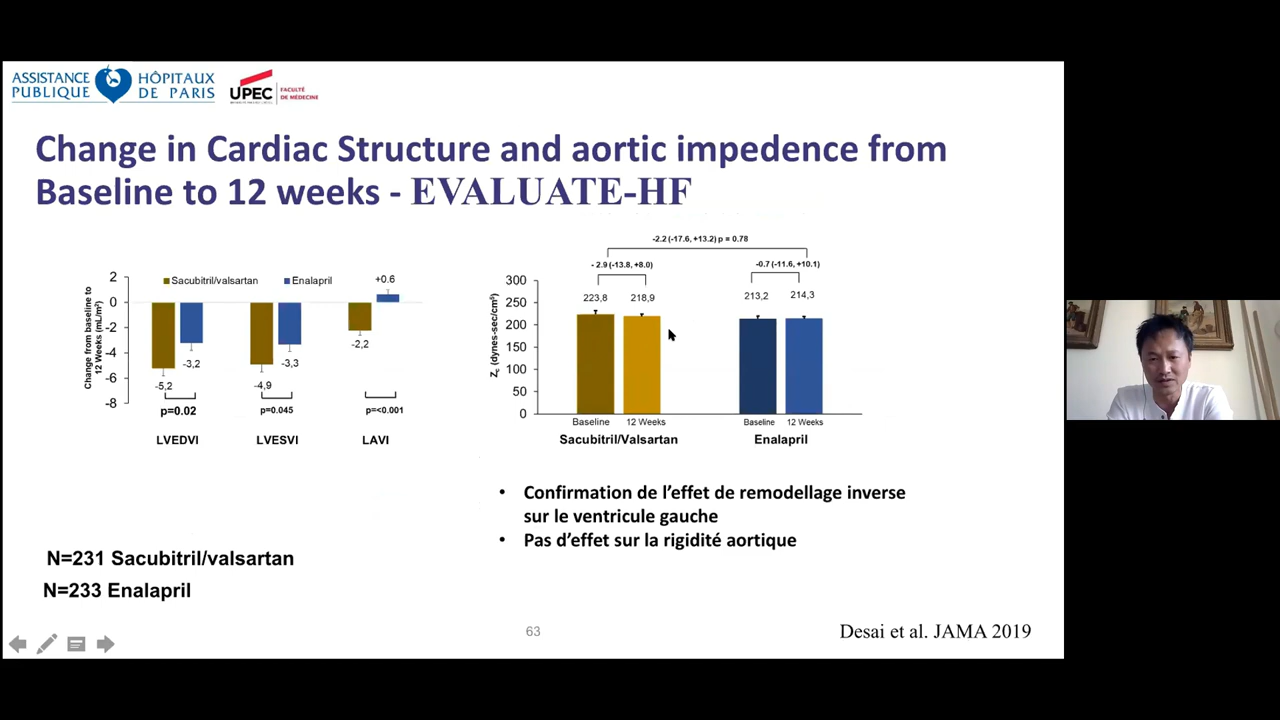 ASSISTANCE PUBLIQUE
HÔPITAUX DE PARIS
UPEC
FACULTÉ DE MÉDECINE
Change in Cardiac Structure and aortic impedence from
Baseline to 12 weeks - EVALUATE-HF
Change from baseline to
12 Weeks (mL/m²)
2
0
-2
-4
-6
-8
Sacubitril/valsartan
Enalapril
+0.6
-5,2
-3,2
-4,9
-3,3
-2,2
p=0.02
p=0.045
p=<0.001
LVEDVI
LVESVI
LAVI
-2.2 (-17.6, +13.2) p = 0.78
- 2.9 (-13.8, +8.0)
-0.7 (-11.6, +10.1)
Zc (dynes-sec/cm⁵)
300
250
200
150
100
50
0
223,8
218,9
213,2
214,3
Baseline
12 Weeks
Baseline
12 Weeks
Sacubitril/Valsartan
Enalapril
• Confirmation de l'effet de remodellage inverse
sur le ventricule gauche
• Pas d'effet sur la rigidité aortique
N=231 Sacubitril/valsartan
N=233 Enalapril
63
Desai et al. JAMA 2019